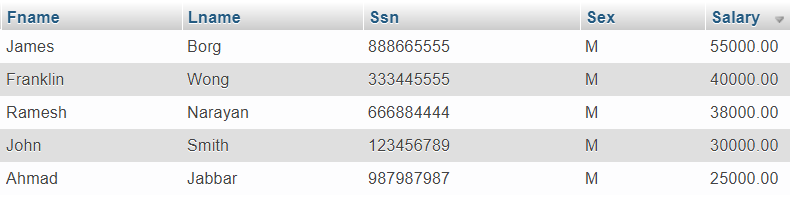 Fname Lname Ssn Sex Salary
James Borg 888665555 M 55000.00
Franklin Wong 333445555 M 40000.00
Ramesh Narayan 666884444 M 38000.00
John Smith 123456789 M 30000.00
Ahmad Jabbar 987987987 M 25000.00